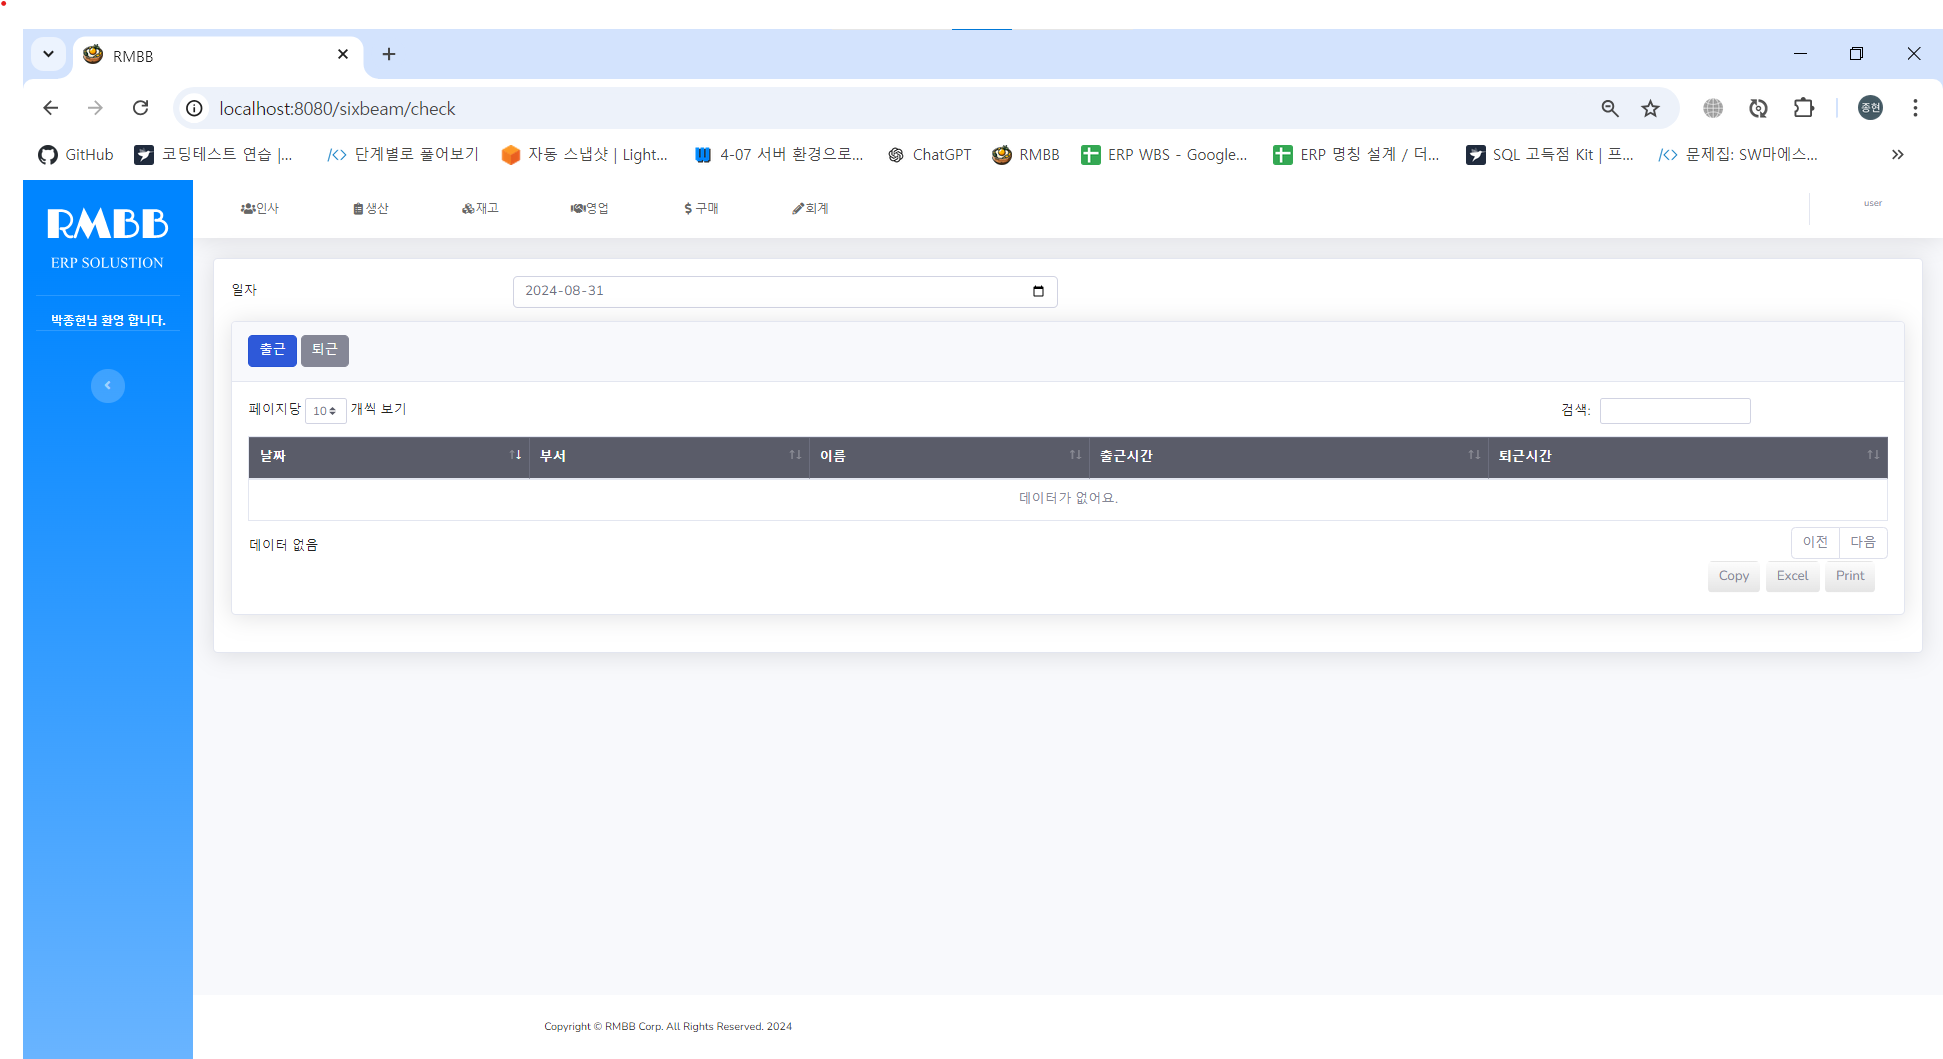 RMBB
localhost:8080/sixbeam/check
종현
GitHub 코딩테스트 연습 |... 단계별로 풀어보기 자동 스냅샷 | Light... 4-07 서버 환경으로... ChatGPT RMBB ERP WBS - Google... ERP 명칭 설계 / 더... SQL 고득점 Kit | 프... 문제집: SW마에스...
RMBB
ERP SOLUSTION
박종현님 환영 합니다.
인사 생산 재고 영업 구매 회계 user
일자 2024-08-31
출근 퇴근
페이지당 10 개씩 보기 검색:
날짜 부서 이름 출근시간 퇴근시간
데이터가 없어요.
데이터 없음 이전 다음
Copy Excel Print
Copyright © RMBB Corp. All Rights Reserved. 2024